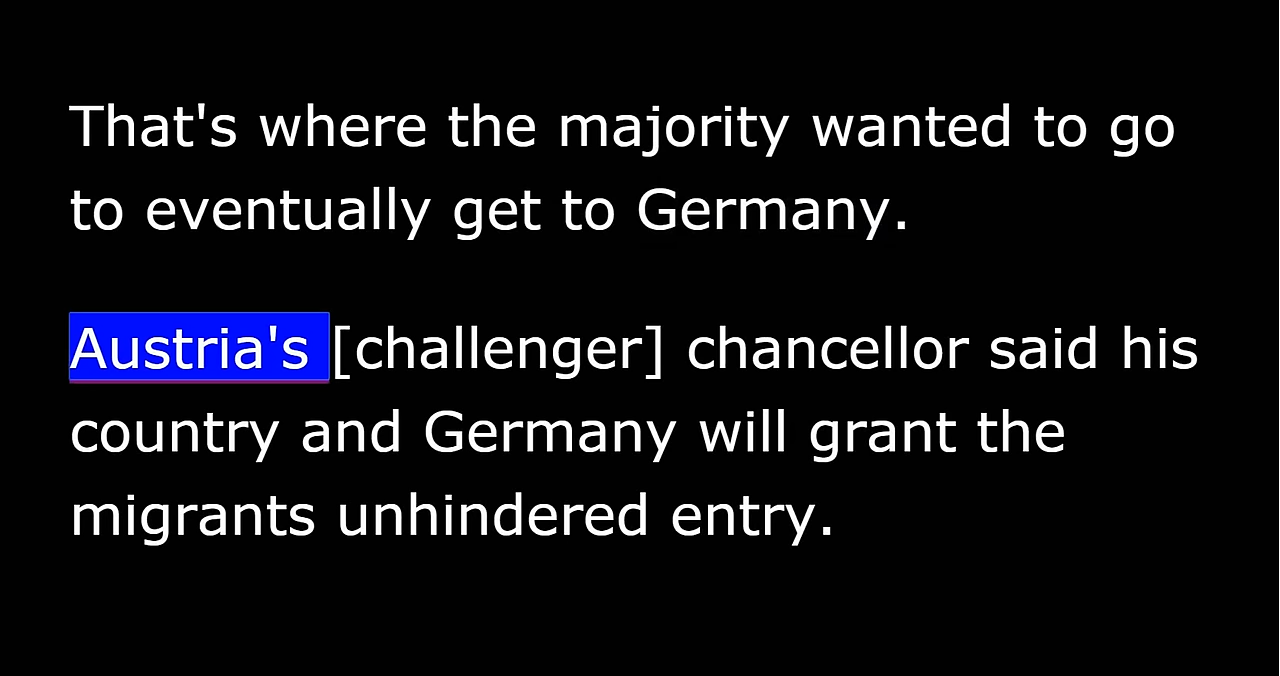 That's where the majority wanted to go
to eventually get to Germany.
Austria's [challenger] chancellor said his
country and Germany will grant the
migrants unhindered entry.